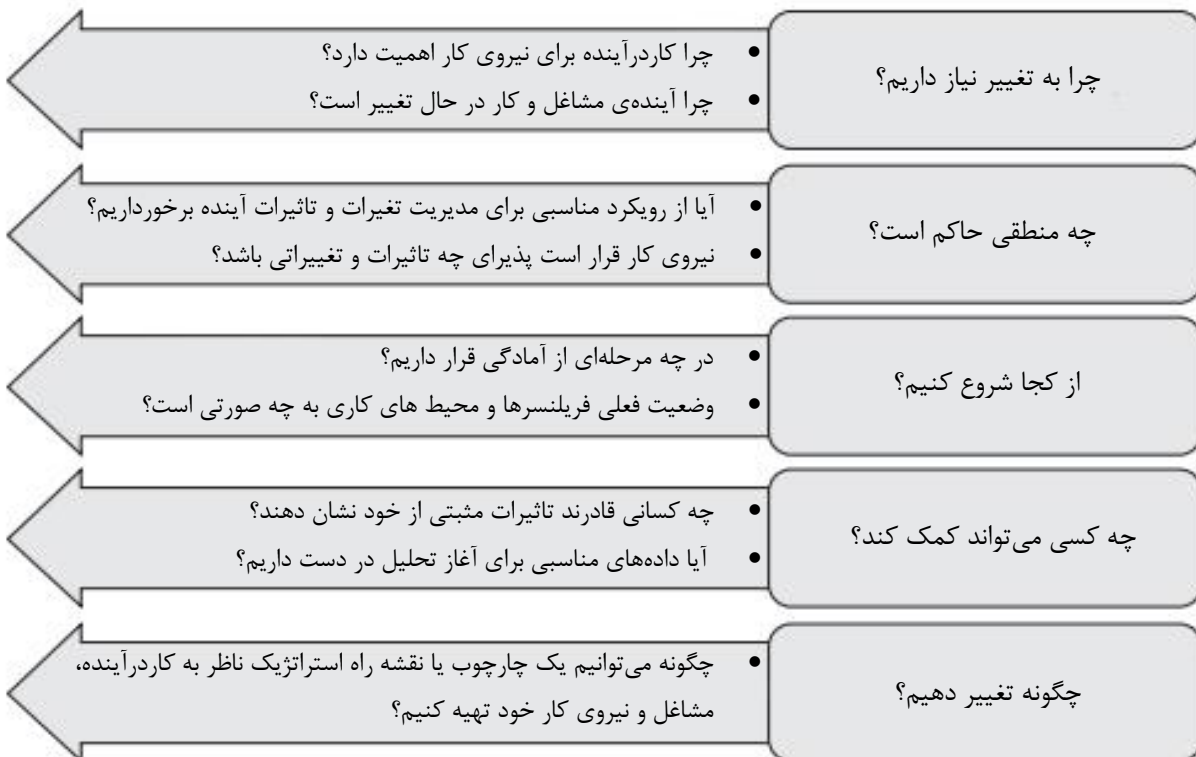 چرا به تغییر نیاز داریم؟
• چرا کاردرآینده برای نیروی کار اهمیت دارد؟
• چرا آینده‌ی مشاغل و کار در حال تغییر است؟
چه منطقی حاکم است؟
• آیا از رویکرد مناسبی برای مدیریت تغیرات و تاثیرات آینده برخورداریم؟
• نیروی کار قرار است پذیرای چه تاثیرات و تغییراتی باشد؟
از کجا شروع کنیم؟
• در چه مرحله‌ای از آمادگی قرار داریم؟
• وضعیت فعلی فریلنسرها و محیط های کاری به چه صورتی است؟
چه کسی می‌تواند کمک کند؟
• چه کسانی قادرند تاثیرات مثبتی از خود نشان دهند؟
• آیا داده‌های مناسبی برای آغاز تحلیل در دست داریم؟
چگونه تغییر دهیم؟
• چگونه می‌توانیم یک چارچوب یا نقشه راه استراتژیک ناظر به کاردرآینده،
مشاغل و نیروی کار خود تهیه کنیم؟